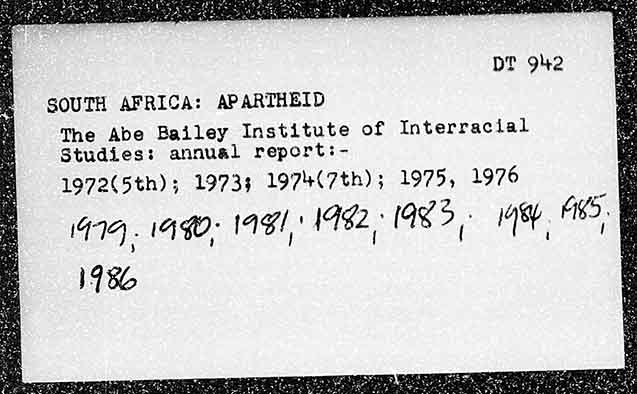 DT 942
SOUTH AFRICA: APARTHEID
The Abe Bailey Institute of Interracial
Studies: annual report:-
1972(5th); 1973; 1974(7th); 1975, 1976
1979; 1980; 1981; 1982; 1983; 1984; 1985;
1986